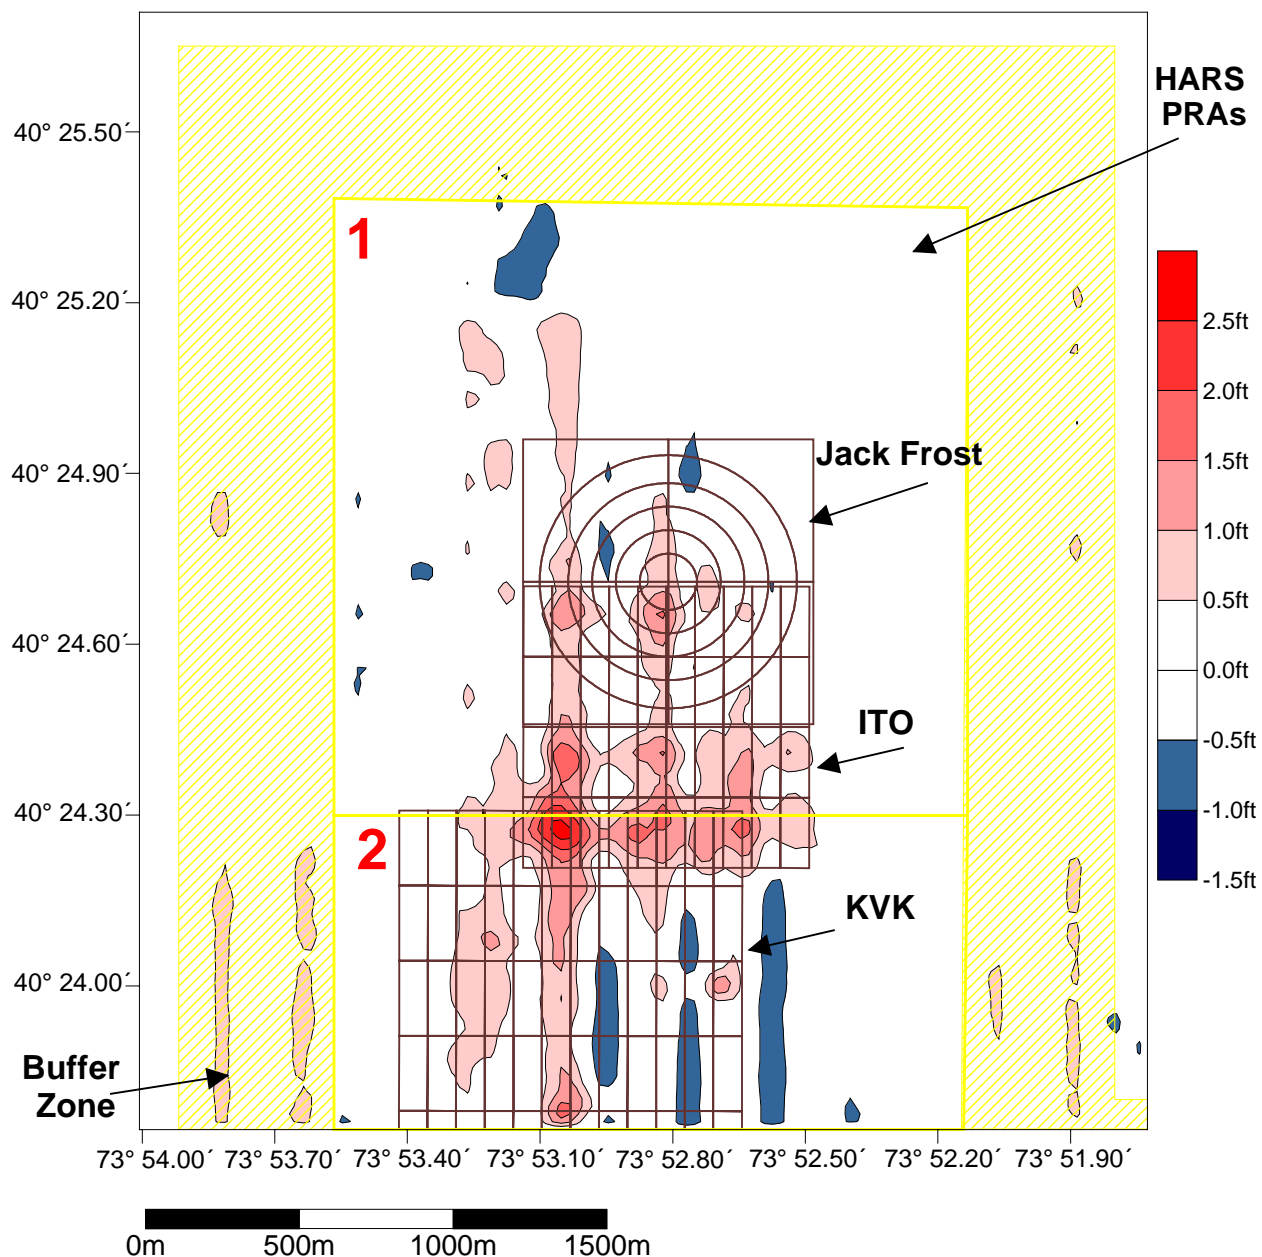 HARS
PRAs
40° 25.50´
1
40° 25.20´
2.5ft
2.0ft
Jack Frost
40° 24.90´
1.5ft
1.0ft
0.5ft
40° 24.60´
0.0ft
ITO
-0.5ft
40° 24.30´
-1.0ft
2
-1.5ft
KVK
40° 24.00´
Buffer
Zone
73° 54.00´ 73° 53.70´ 73° 53.40´ 73° 53.10´ 73° 52.80´ 73° 52.50´ 73° 52.20´ 73° 51.90´
0m 500m 1000m 1500m